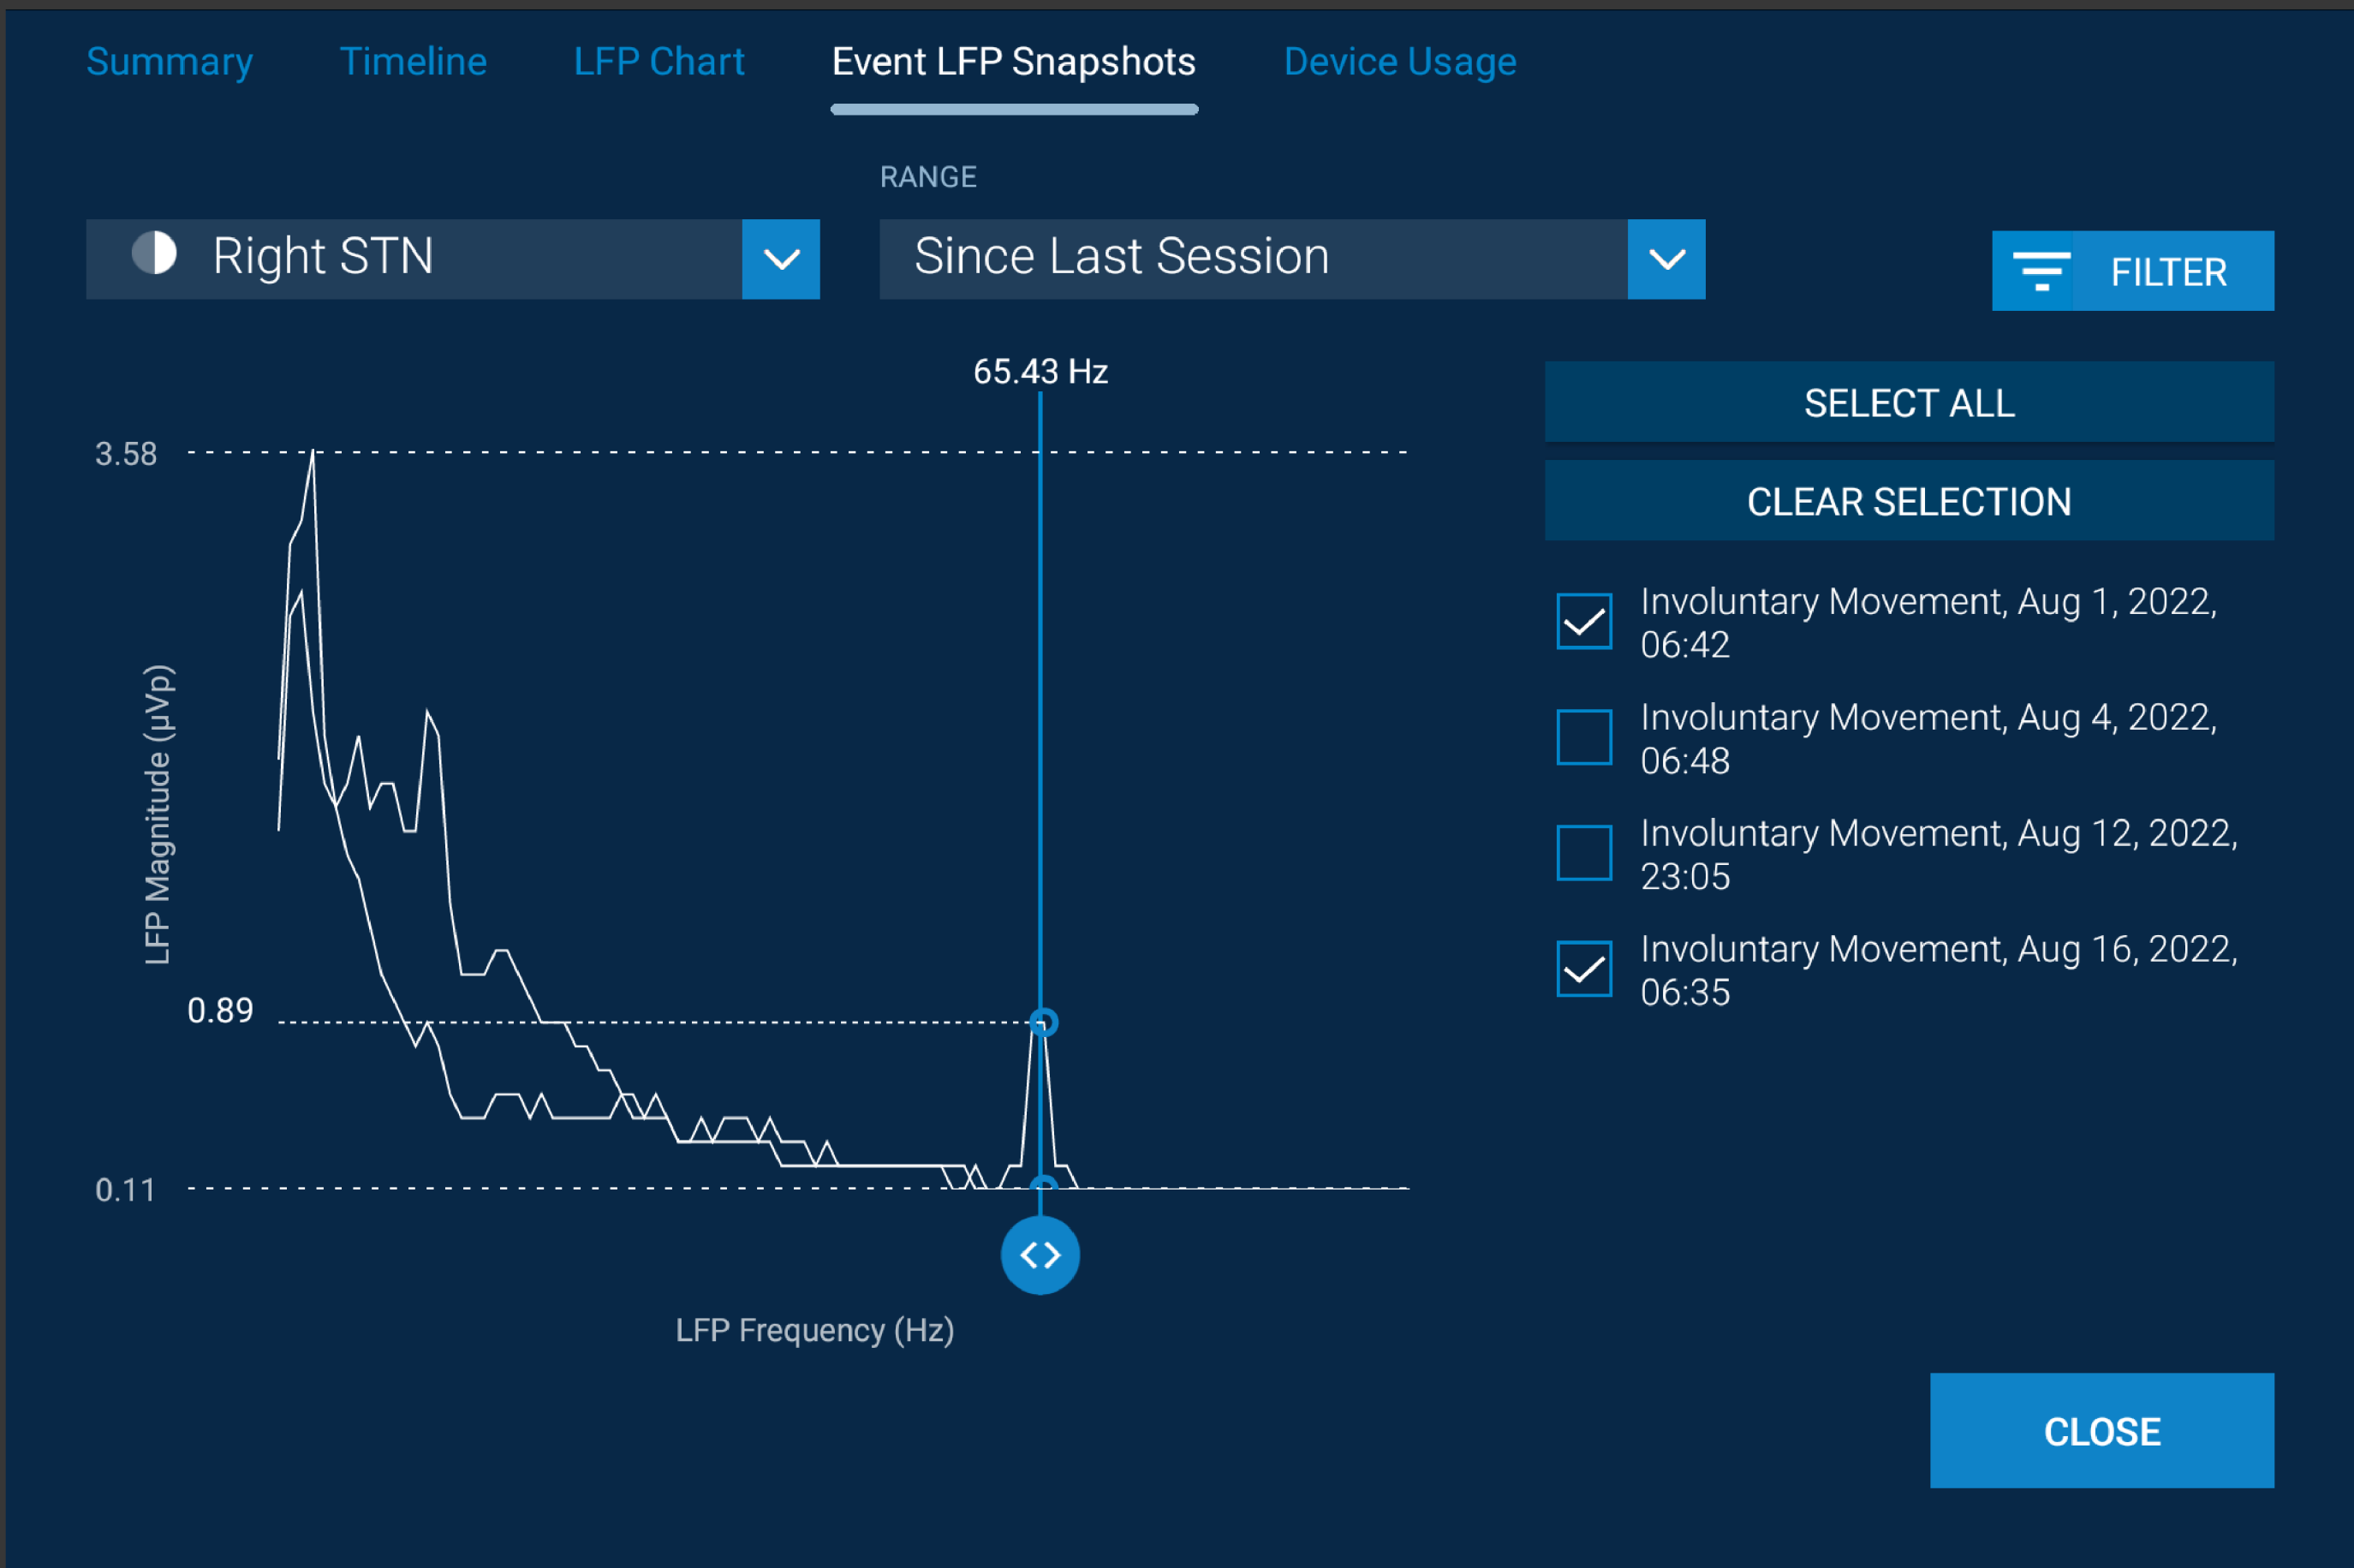 Summary Timeline LFP Chart Event LFP Snapshots Device Usage
RANGE
Right STN
Since Last Session
FILTER
65.43 Hz
3.58
LFP Magnitude (µVp)
0.89
0.11
LFP Frequency (Hz)
SELECT ALL
CLEAR SELECTION
Involuntary Movement, Aug 1, 2022,
06:42
Involuntary Movement, Aug 4, 2022,
06:48
Involuntary Movement, Aug 12, 2022,
23:05
Involuntary Movement, Aug 16, 2022,
06:35
CLOSE